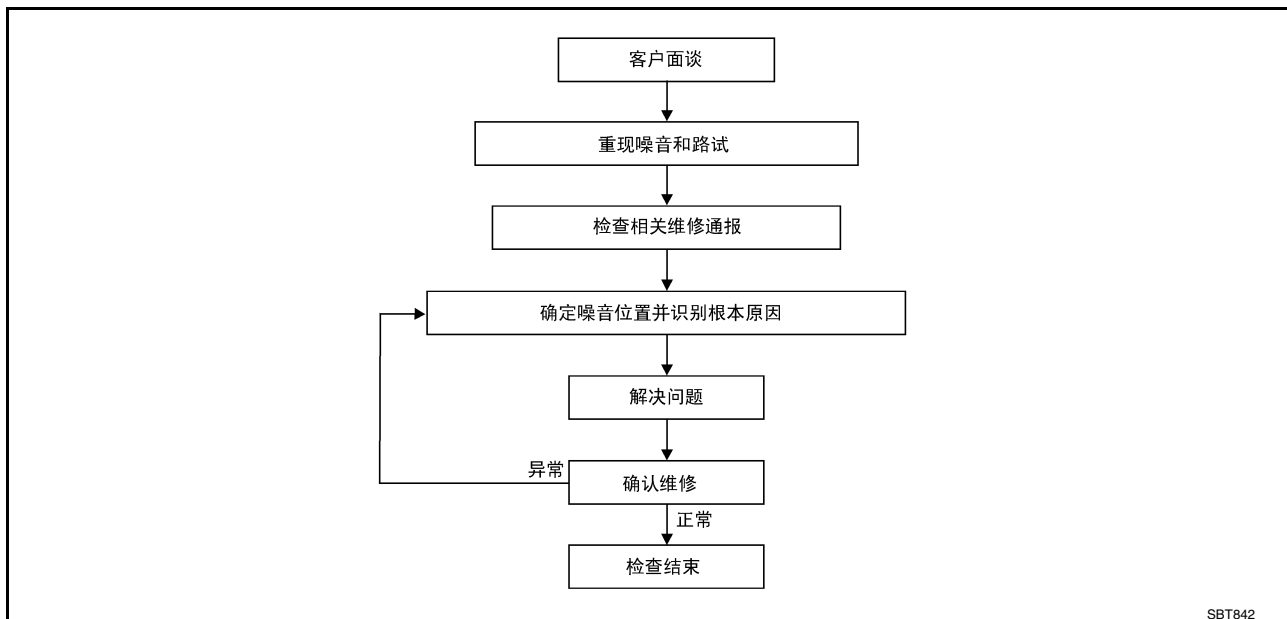 客户面谈
重现噪音和路试
检查相关维修通报
确定噪音位置并识别根本原因
解决问题
异常
确认维修
正常
检查结束
SBT842